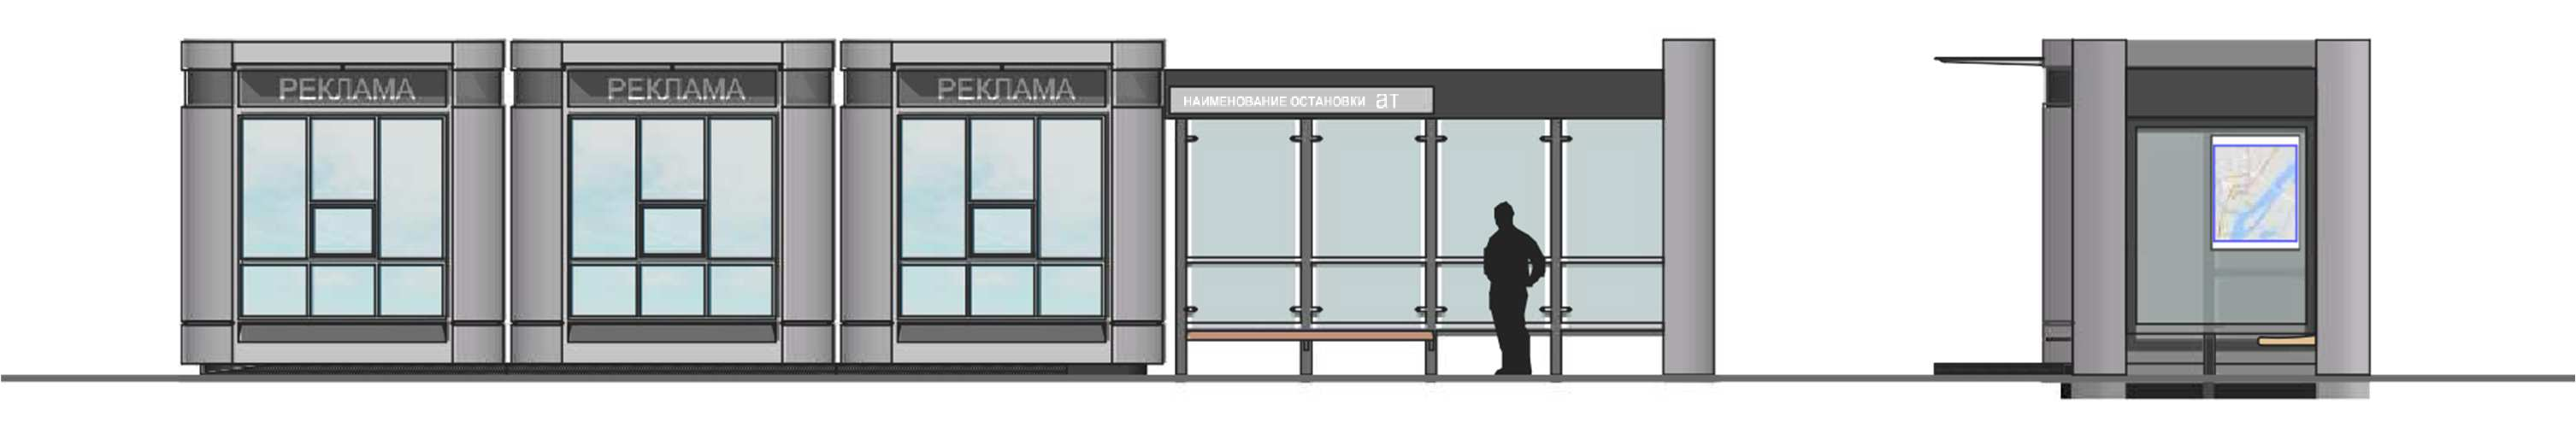 РЕКЛАМА
РЕКЛАМА
РЕКЛАМА
НАИМЕНОВАНИЕ ОСТАНОВКИ ат